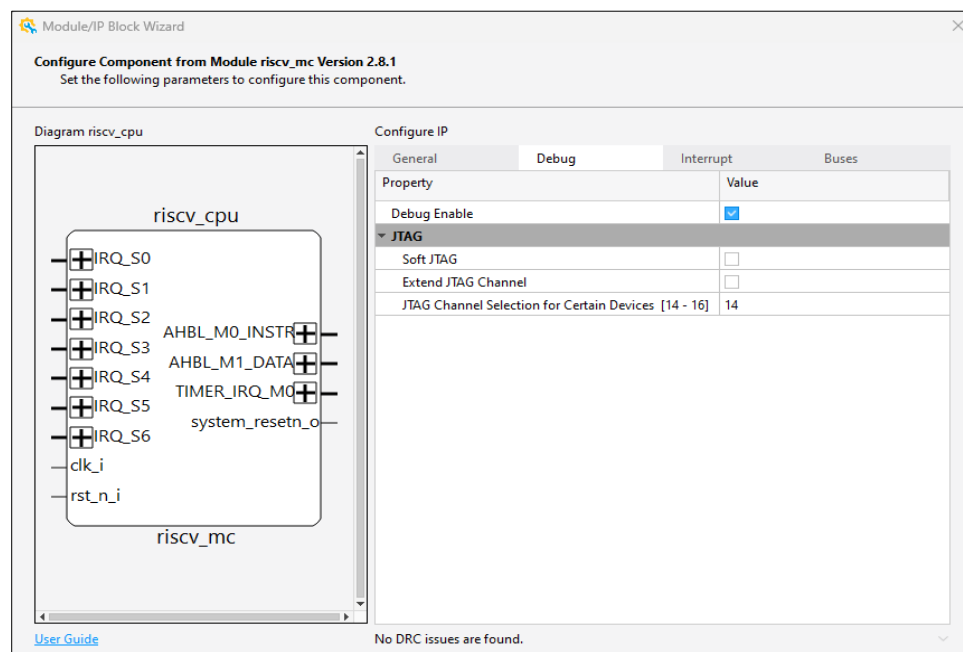 Module/IP Block Wizard
Configure Component from Module riscv_mc Version 2.8.1
Set the following parameters to configure this component.
Diagram riscv_cpu
riscv_cpu
IRQ_S0
IRQ_S1
IRQ_S2
IRQ_S3
IRQ_S4
IRQ_S5
IRQ_S6
clk_i
rst_n_i
AHBL_M0_INSTR
AHBL_M1_DATA
TIMER_IRQ_M0
system_resetn_o
riscv_mc
User Guide
Configure IP
General Debug Interrupt Buses
Property Value
Debug Enable
JTAG
Soft JTAG
Extend JTAG Channel
JTAG Channel Selection for Certain Devices [14 - 16] 14
No DRC issues are found.